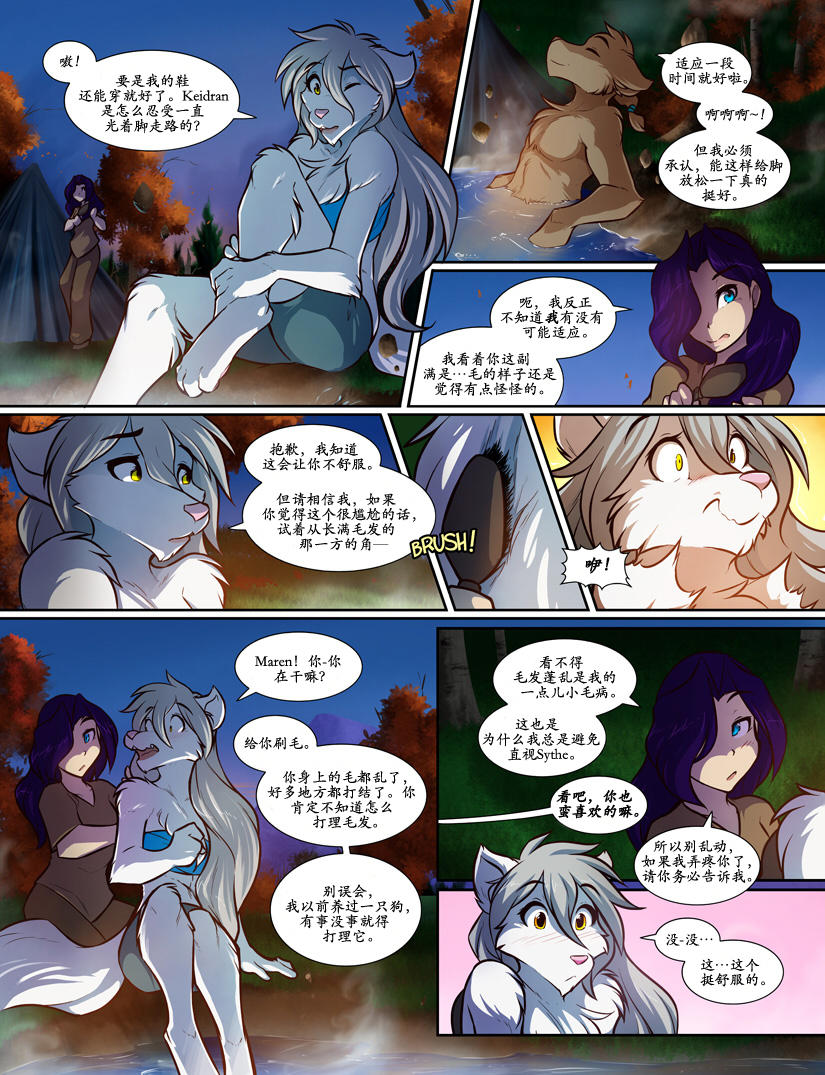 嗷！
要是我的鞋
还能穿就好了。Keidran
是怎么忍受一直
光着脚走路的？
适应一段
时间就好啦。
啊啊啊~！
但我必须
承认，能这样给脚
放松一下真的
挺好。
呃，我反正
不知道我有没有
可能适应。
我看着你这副
满是…毛的样子还是
觉得有点怪怪的。
抱歉，我知道
这会让你不舒服。
但请相信我，如果
你觉得这个很尴尬的话，
试着从长满毛发的
那一方的角—
BRUSH!
咿！
Maren！你-你
在干嘛？
给你刷毛。
你身上的毛都乱了，
好多地方都打结了。你
肯定不知道怎么
打理毛发。
别误会，
我以前养过一只狗，
有事没事就得
打理它。
看不得
毛发蓬乱是我的
一点儿小毛病。
这也是
为什么我总是避免
直视Sythe。
看吧，你也
蛮喜欢的嘛。
所以别乱动，
如果我弄疼你了，
请你务必告诉我。
没-没…
这…这个
挺舒服的。